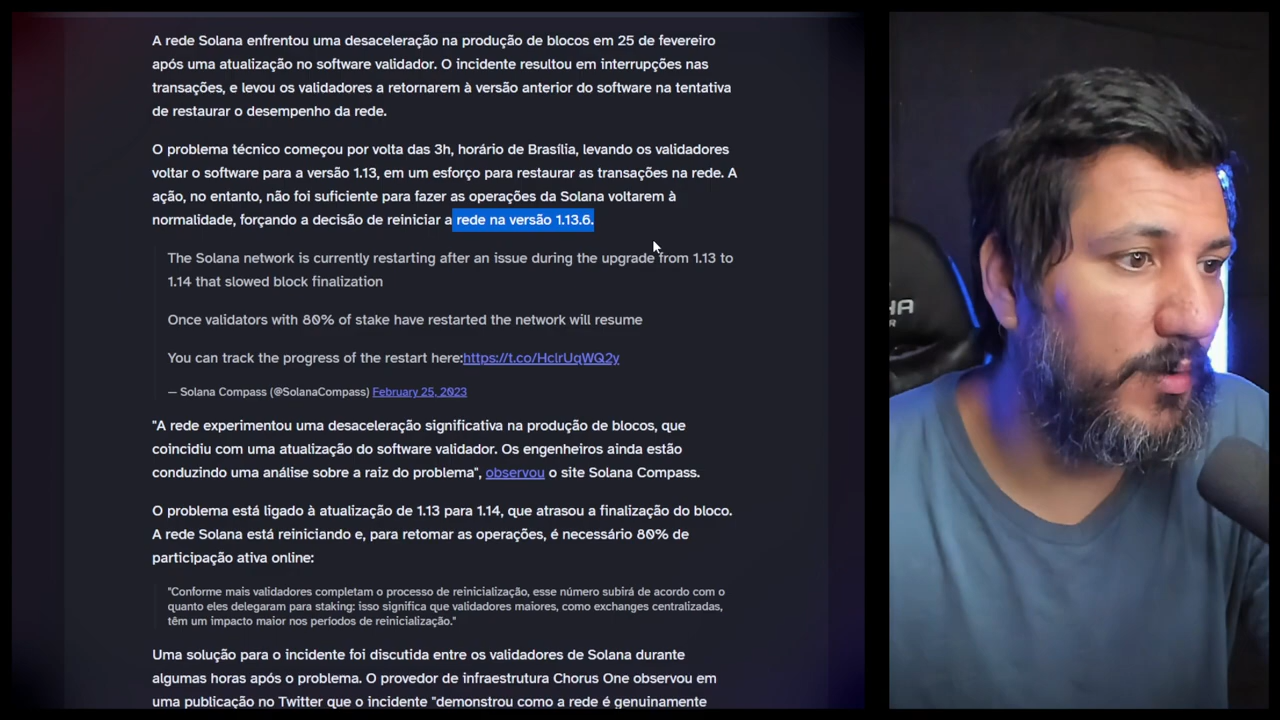 A rede Solana enfrentou uma desaceleração na produção de blocos em 25 de fevereiro
após uma atualização no software validador. O incidente resultou em interrupções nas
transações, e levou os validadores a retornarem à versão anterior do software na tentativa
de restaurar o desempenho da rede.
O problema técnico começou por volta das 3h, horário de Brasília, levando os validadores
voltar o software para a versão 1.13, em um esforço para restaurar as transações na rede. A
ação, no entanto, não foi suficiente para fazer as operações da Solana voltarem à
normalidade, forçando a decisão de reiniciar a rede na versão 1.13.6.
The Solana network is currently restarting after an issue during the upgrade from 1.13 to
1.14 that slowed block finalization
Once validators with 80% of stake have restarted the network will resume
You can track the progress of the restart here:https://t.co/HclrUqWQ2y
— Solana Compass (@SolanaCompass) February 25, 2023
"A rede experimentou uma desaceleração significativa na produção de blocos, que
coincidiu com uma atualização do software validador. Os engenheiros ainda estão
conduzindo uma análise sobre a raiz do problema", observou o site Solana Compass.
O problema está ligado à atualização de 1.13 para 1.14, que atrasou a finalização do bloco.
A rede Solana está reiniciando e, para retomar as operações, é necessário 80% de
participação ativa online:
"Conforme mais validadores completam o processo de reinicialização, esse número subirá de acordo com o
quanto eles delegaram para staking: isso significa que validadores maiores, como exchanges centralizadas,
têm um impacto maior nos períodos de reinicialização."
Uma solução para o incidente foi discutida entre os validadores de Solana durante
algumas horas após o problema. O provedor de infraestrutura Chorus One observou em
uma publicação no Twitter que o incidente "demonstrou como a rede é genuinamente